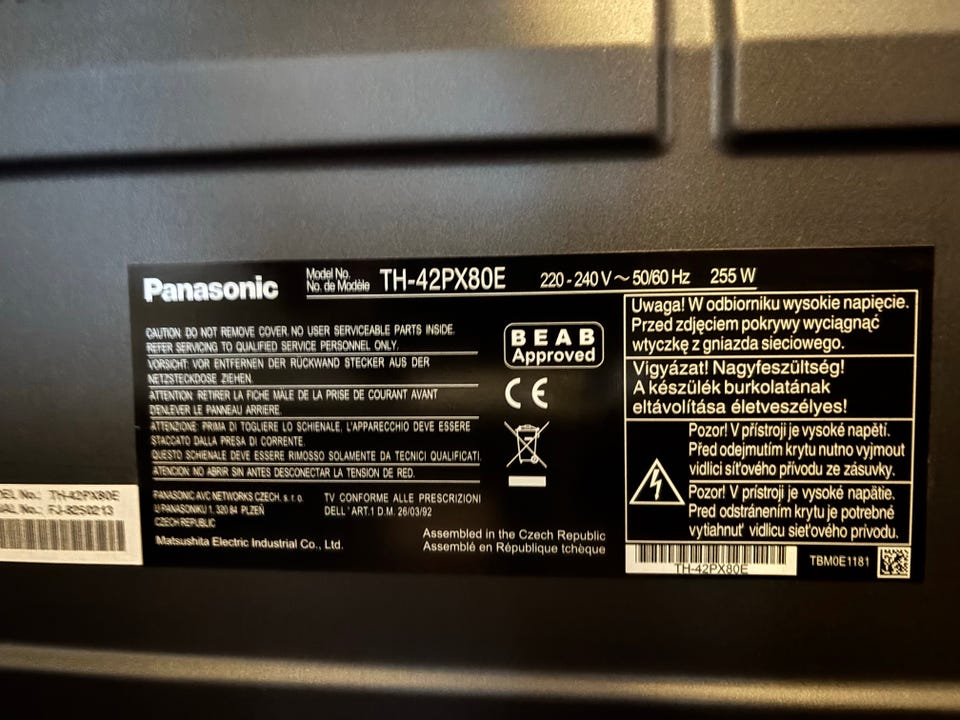 Panasonic
Model No.
No. de Modèle
TH-42PX80E
220 - 240 V ~ 50/60 Hz 255 W
CAUTION: DO NOT REMOVE COVER. NO USER SERVICEABLE PARTS INSIDE.
REFER SERVICING TO QUALIFIED SERVICE PERSONNEL ONLY.
VORSICHT: VOR ENTFERNEN DER RÜCKWAND STECKER AUS DER
NETZSTECKDOSE ZIEHEN.
ATTENTION: RETIRER LA FICHE MÂLE DE LA PRISE DE COURANT AVANT
D'ENLEVER LE PANNEAU ARRIERE.
ATTENZIONE: PRIMA DI TOGLIERE LO SCHIENALE, L'APPARECCHIO DEVE ESSERE
STACCATO DALLA PRESA DI CORRENTE.
QUESTO SCHIENALE DEVE ESSERE RIMOSSO SOLAMENTE DA TECNICI QUALIFICATI.
ATENCION: NO ABRIR SIN ANTES DESCONECTAR LA TENSION DE RED.
PANASONIC AVC NETWORKS CZECH, s. r. o.
U PANASONIKU 1, 320 84 PLZEŇ
CZECH REPUBLIC
TV CONFORME ALLE PRESCRIZIONI
DELL 'ART.1 D.M. 26/03/92
Matsushita Electric Industrial Co., Ltd.
Assembled in the Czech Republic
Assemblé en République tchèque
BEAB
Approved
CE
Uwaga! W odbiorniku wysokie napięcie.
Przed zdjęciem pokrywy wyciągnąć
wtyczkę z gniazda sieciowego.
Vigyázat! Nagyfeszültség!
A készülék burkolatának
eltávolítása életveszélyes!
Pozor! V přístroji je vysoké napětí.
Před odejmutím krytu nutno vyjmout
vidlici síťového přívodu ze zásuvky.
Pozor! V prístroji je vysoké napätie.
Pred odstránením krytu je potrebné
vytiahnuť vidlicu sieťového prívodu.
TH-42PX80E
TBM0E1181
DEL No.: TH-42PX80E
IAL No.: FJ-8250213